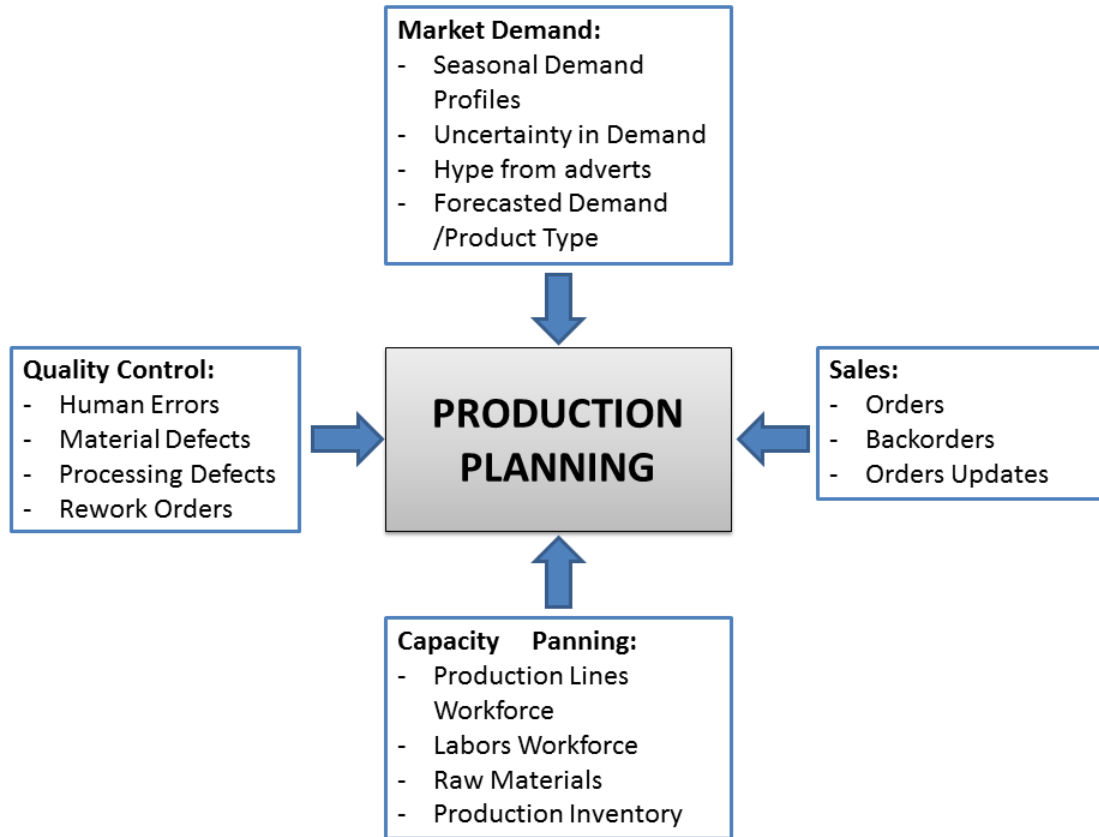 Market Demand:
- Seasonal Demand
Profiles
- Uncertainty in Demand
- Hype from adverts
- Forecasted Demand
/Product Type
Quality Control:
- Human Errors
- Material Defects
- Processing Defects
- Rework Orders
PRODUCTION
PLANNING
Sales:
- Orders
- Backorders
- Orders Updates
Capacity Panning:
- Production Lines
Workforce
- Labors Workforce
- Raw Materials
- Production Inventory